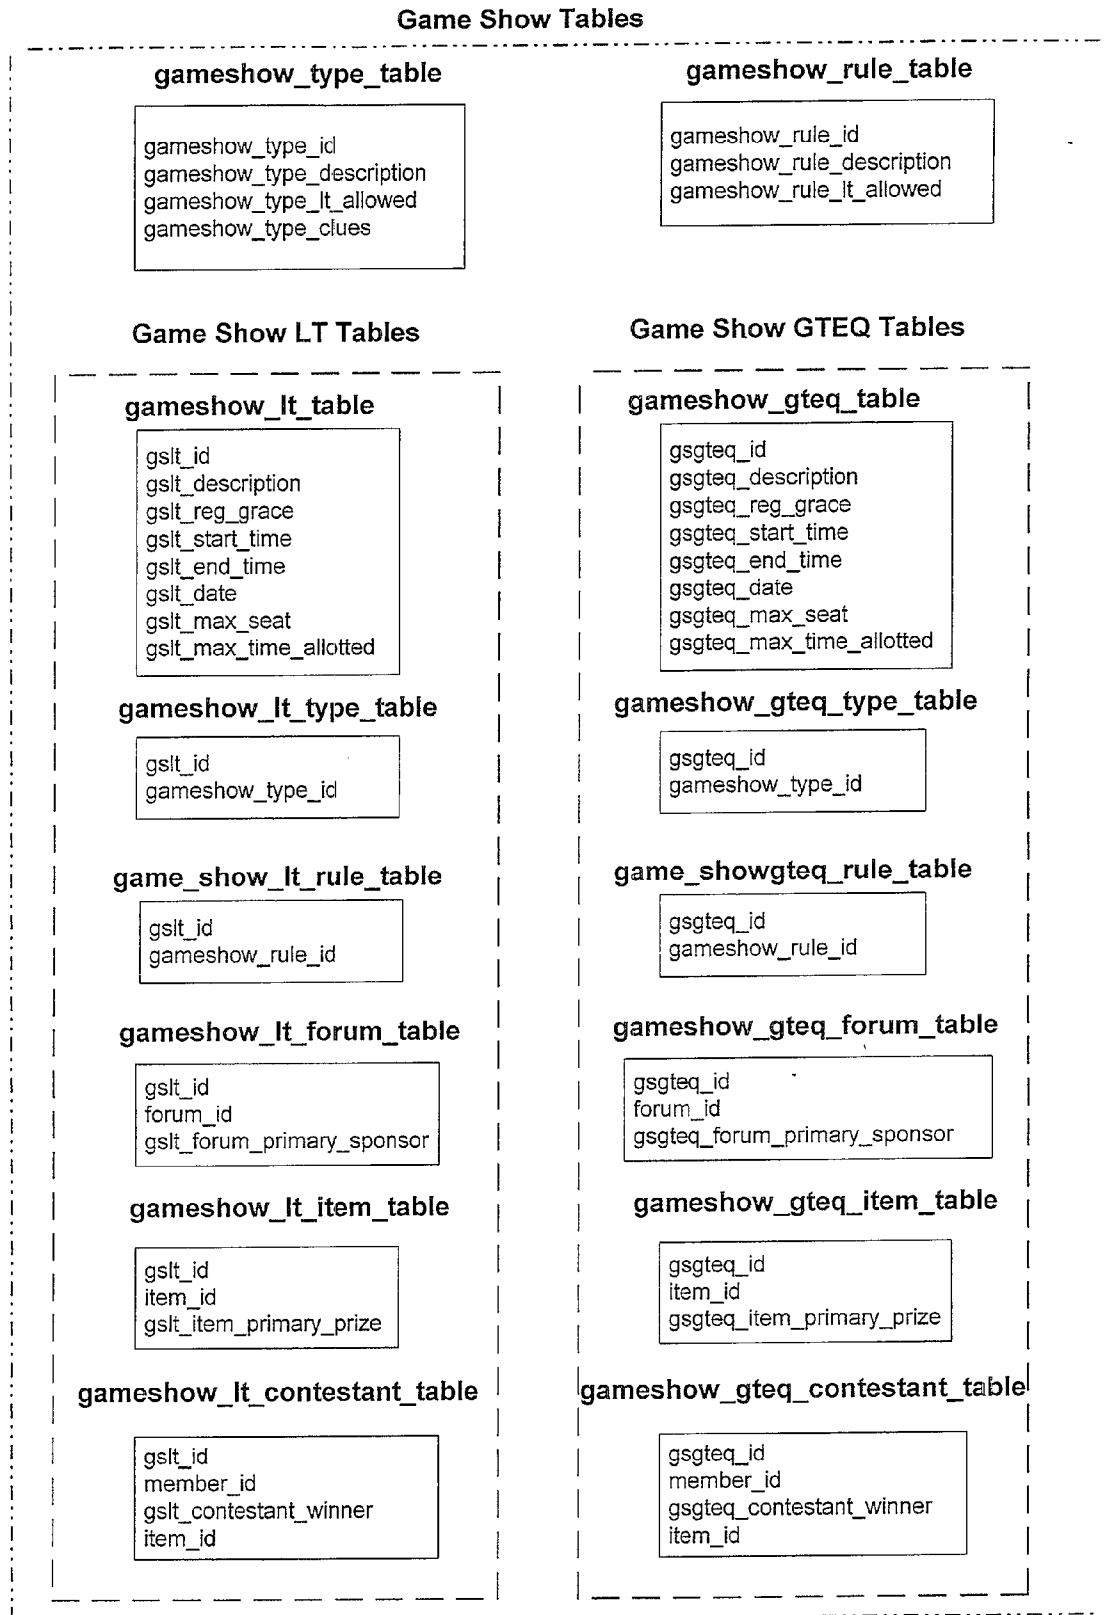 Game Show Tables
gameshow_type_table
gameshow_type_id
gameshow_type_description
gameshow_type_lt_allowed
gameshow_type_clues
gameshow_rule_table
gameshow_rule_id
gameshow_rule_description
gameshow_rule_lt_allowed
Game Show LT Tables
gameshow_lt_table
gslt_id
gslt_description
gslt_reg_grace
gslt_start_time
gslt_end_time
gslt_date
gslt_max_seat
gslt_max_time_allotted
gameshow_lt_type_table
gslt_id
gameshow_type_id
game_show_lt_rule_table
gslt_id
gameshow_rule_id
gameshow_lt_forum_table
gslt_id
forum_id
gslt_forum_primary_sponsor
gameshow_lt_item_table
gslt_id
item_id
gslt_item_primary_prize
gameshow_lt_contestant_table
gslt_id
member_id
gslt_contestant_winner
item_id
Game Show GTEQ Tables
gameshow_gteq_table
gsgteq_id
gsgteq_description
gsgteq_reg_grace
gsgteq_start_time
gsgteq_end_time
gsgteq_date
gsgteq_max_seat
gsgteq_max_time_allotted
gameshow_gteq_type_table
gsgteq_id
gameshow_type_id
game_showgteq_rule_table
gsgteq_id
gameshow_rule_id
gameshow_gteq_forum_table
gsgteq_id
forum_id
gsgteq_forum_primary_sponsor
gameshow_gteq_item_table
gsgteq_id
item_id
gsgteq_item_primary_prize
gameshow_gteq_contestant_table
gsgteq_id
member_id
gsgteq_contestant_winner
item_id